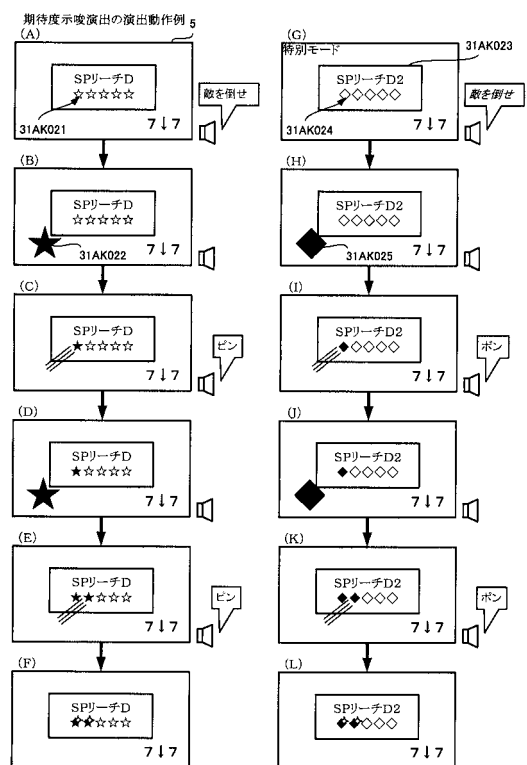 期待度示唆演出の演出動作例 5
(A)
SPリーチD
☆☆☆☆☆
31AK021
7↓7
敵を倒せ
(B)
SPリーチD
☆☆☆☆☆
31AK022
7↓7
(C)
SPリーチD
★☆☆☆☆
7↓7
ピン
(D)
SPリーチD
★☆☆☆☆
7↓7
(E)
SPリーチD
★★☆☆☆
7↓7
ピン
(F)
SPリーチD
★★☆☆☆
7↓7
(G)
特別モード
31AK023
SPリーチD2
◇◇◇◇◇
31AK024
7↓7
敵を倒せ
(H)
SPリーチD2
◇◇◇◇◇
31AK025
7↓7
(I)
SPリーチD2
◆◇◇◇◇
7↓7
ポン
(J)
SPリーチD2
◆◇◇◇◇
7↓7
(K)
SPリーチD2
◆◆◇◇◇
7↓7
ポン
(L)
SPリーチD2
◆◆◇◇◇
7↓7